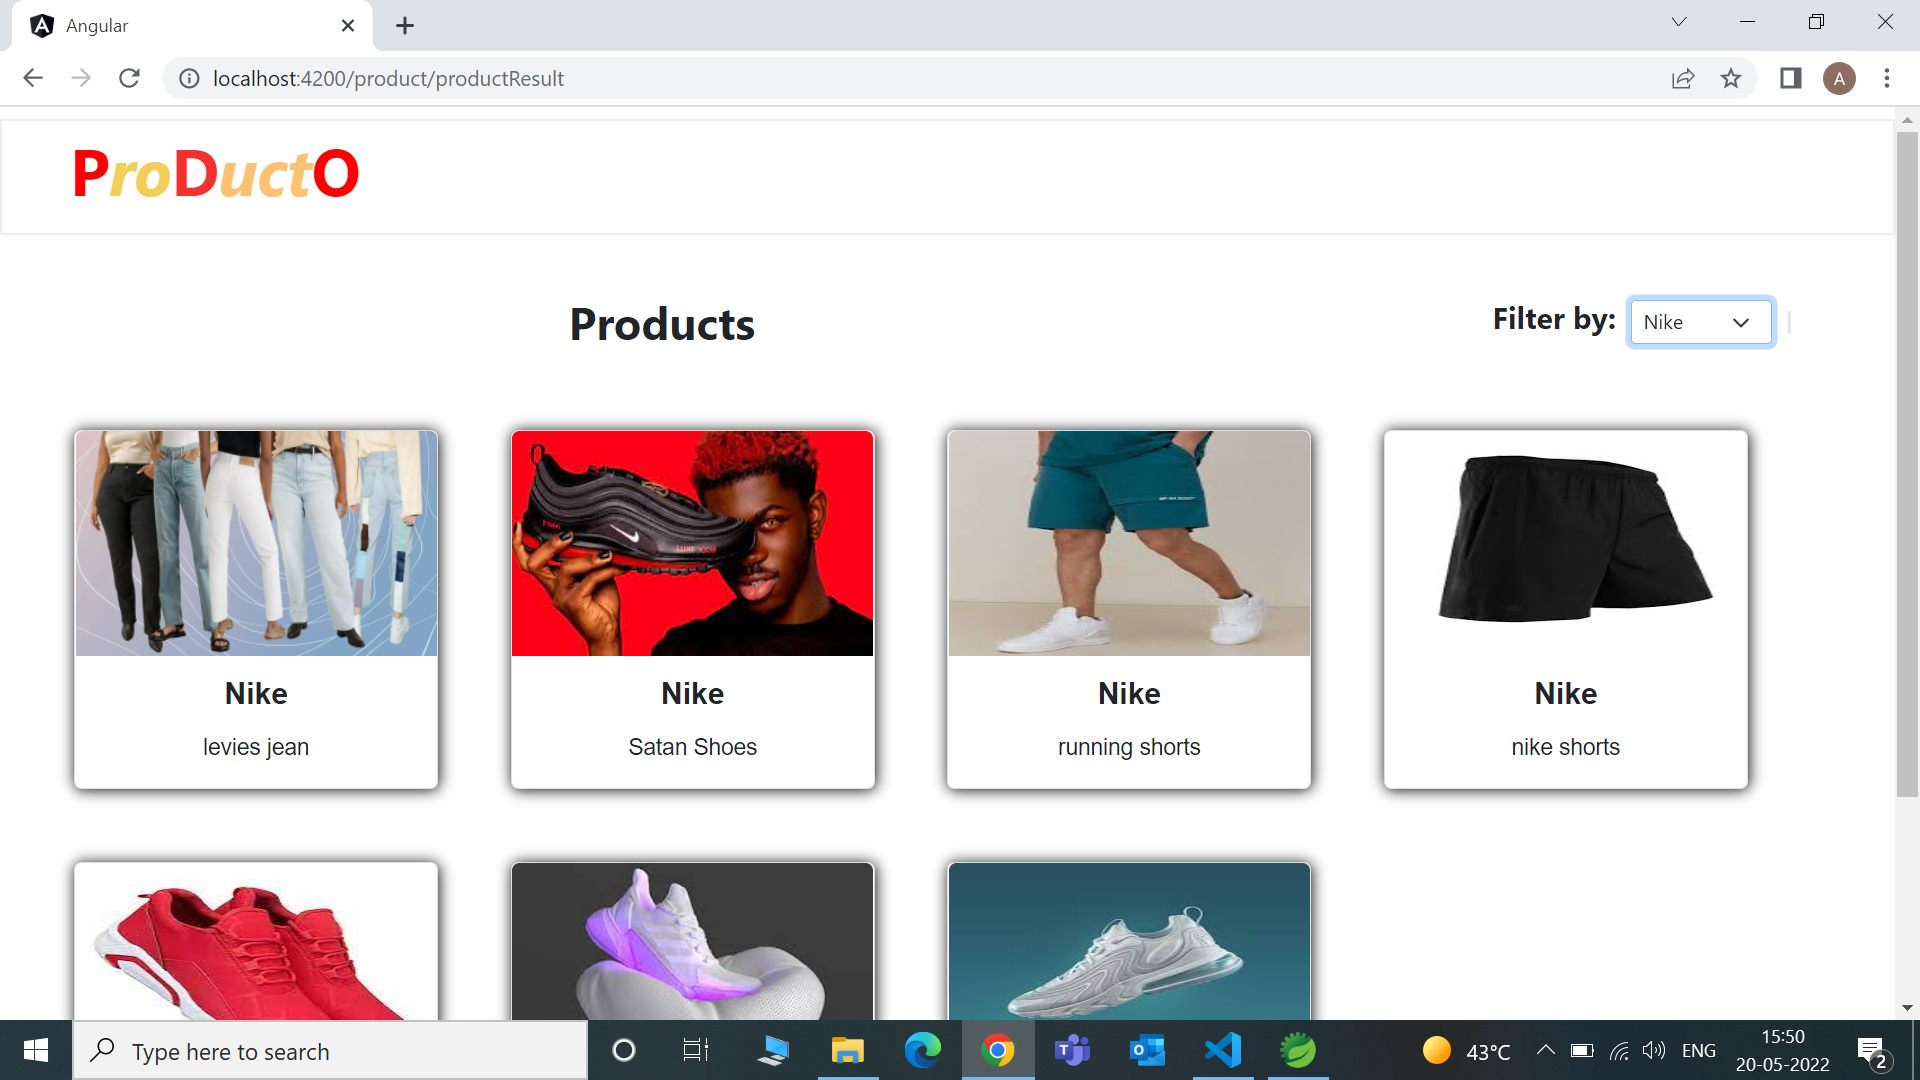 Angular
localhost:4200/product/productResult
A
ProDuctO
Products
Filter by:
Nike
Nike
levies jean
Nike
Satan Shoes
Nike
running shorts
Nike
nike shorts
Type here to search
43°C
ENG
15:50
20-05-2022
2